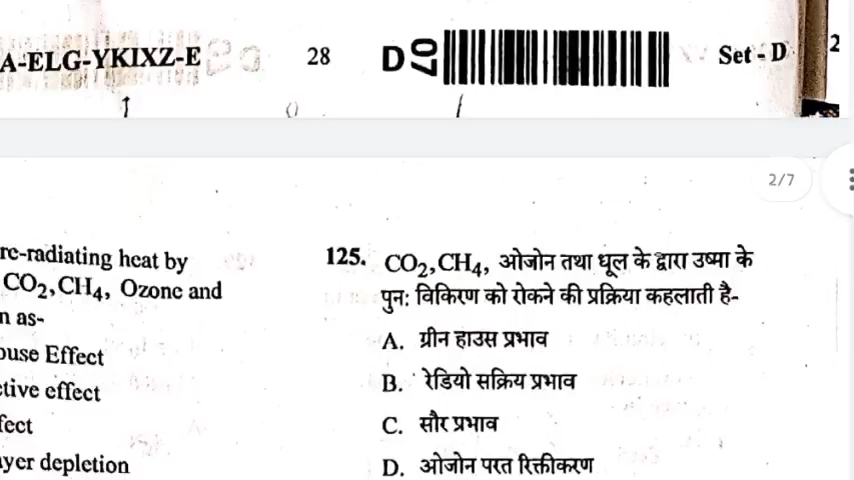 A-ELG-YKIXZ-E
28
D
07
Set - D
2
2/7
re-radiating heat by
CO₂, CH₄, Ozone and
n as-
ouse Effect
ctive effect
fect
ayer depletion
125. CO₂, CH₄, ओजोन तथा धूल के द्वारा उष्मा के
पुनः विकिरण को रोकने की प्रक्रिया कहलाती है-
A. ग्रीन हाउस प्रभाव
B. रेडियो सक्रिय प्रभाव
C. सौर प्रभाव
D. ओजोन परत रिक्तीकरण